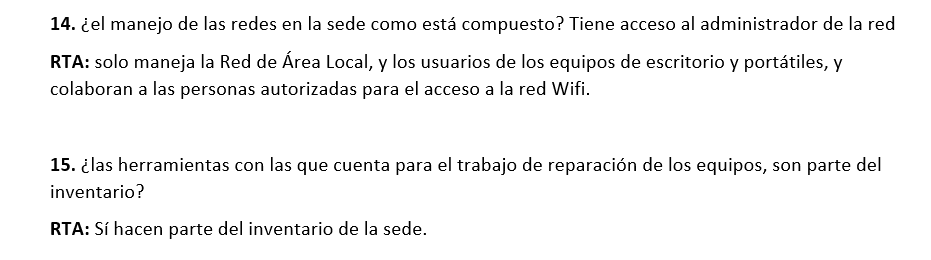 14. ¿el manejo de las redes en la sede como está compuesto? Tiene acceso al administrador de la red
RTA: solo maneja la Red de Área Local, y los usuarios de los equipos de escritorio y portátiles, y
colaboran a las personas autorizadas para el acceso a la red Wifi.
15. ¿las herramientas con las que cuenta para el trabajo de reparación de los equipos, son parte del
inventario?
RTA: Sí hacen parte del inventario de la sede.